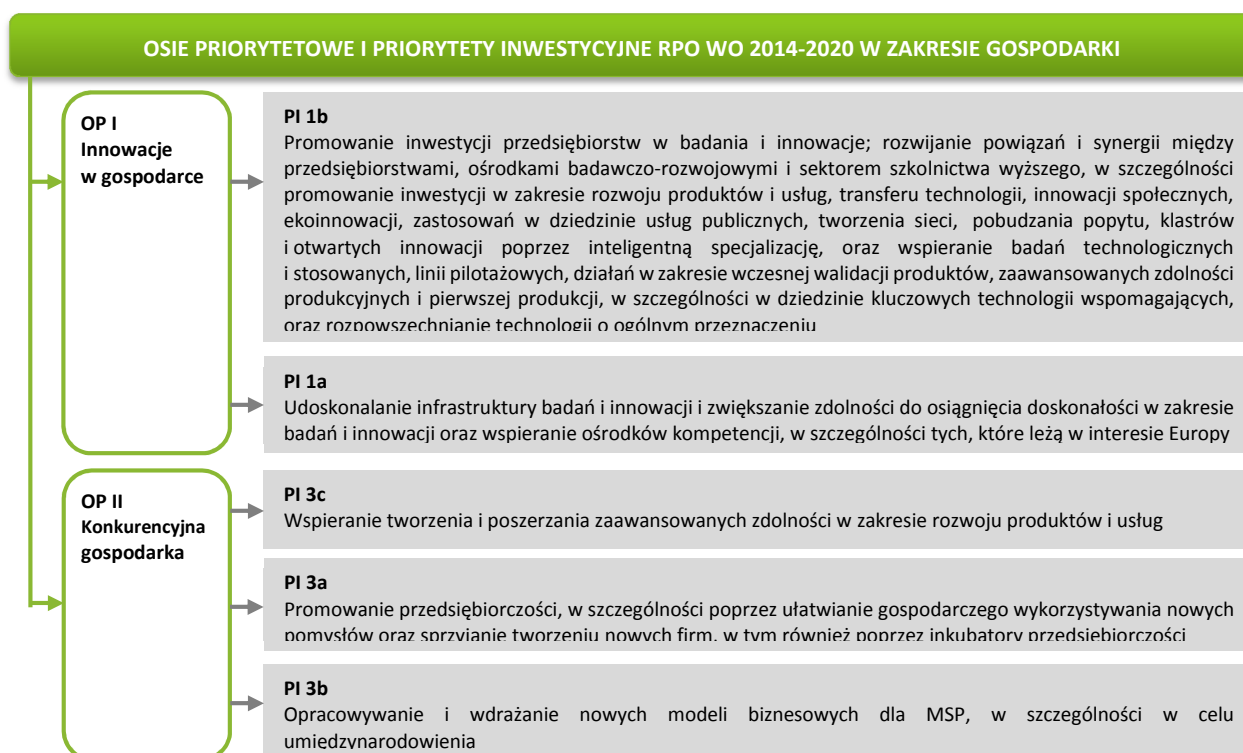 OSIE PRIORYTETOWE I PRIORYTETY INWESTYCYJNE RPO WO 2014-2020 W ZAKRESIE GOSPODARKI
OP I
Innowacje
w gospodarce
PI 1b
Promowanie inwestycji przedsiębiorstw w badania i innowacje; rozwijanie powiązań i synergii między
przedsiębiorstwami, ośrodkami badawczo-rozwojowymi i sektorem szkolnictwa wyższego, w szczególności
promowanie inwestycji w zakresie rozwoju produktów i usług, transferu technologii, innowacji społecznych,
ekoinnowacji, zastosowań w dziedzinie usług publicznych, tworzenia sieci, pobudzania popytu, klastrów
i otwartych innowacji poprzez inteligentną specjalizację, oraz wspieranie badań technologicznych
i stosowanych, linii pilotażowych, działań w zakresie wczesnej walidacji produktów, zaawansowanych zdolności
produkcyjnych i pierwszej produkcji, w szczególności w dziedzinie kluczowych technologii wspomagających,
oraz rozpowszechnianie technologii o ogólnym przeznaczeniu
PI 1a
Udoskonalanie infrastruktury badań i innowacji i zwiększanie zdolności do osiągnięcia doskonałości w zakresie
badań i innowacji oraz wspieranie ośrodków kompetencji, w szczególności tych, które leżą w interesie Europy
OP II
Konkurencyjna
gospodarka
PI 3c
Wspieranie tworzenia i poszerzania zaawansowanych zdolności w zakresie rozwoju produktów i usług
PI 3a
Promowanie przedsiębiorczości, w szczególności poprzez ułatwianie gospodarczego wykorzystywania nowych
pomysłów oraz sprzyjanie tworzeniu nowych firm, w tym również poprzez inkubatory przedsiębiorczości
PI 3b
Opracowywanie i wdrażanie nowych modeli biznesowych dla MSP, w szczególności w celu
umiędzynarodowienia